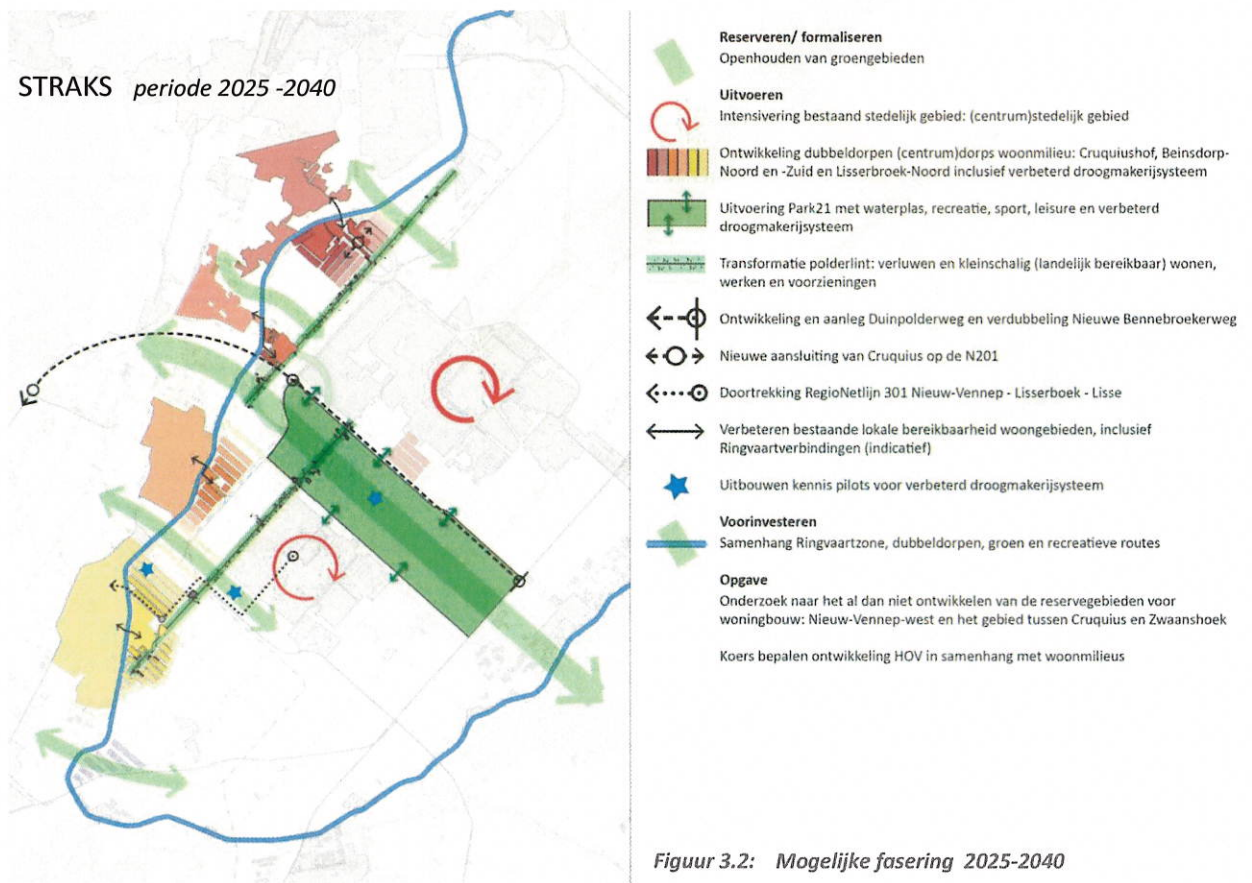 STRAKS periode 2025 -2040
Reserveren/ formaliseren
Openhouden van groengebieden
Uitvoeren
Intensivering bestaand stedelijk gebied: (centrum)stedelijk gebied
Ontwikkeling dubbeldorpen (centrum)dorps woonmilieu: Cruquiushof, Beinsdorp-
Noord en -Zuid en Lisserbroek-Noord inclusief verbeterd droogmakerijsysteem
Uitvoering Park21 met waterplas, recreatie, sport, leisure en verbeterd
droogmakerijsysteem
Transformatie polderlint: verluwen en kleinschalig (landelijk bereikbaar) wonen,
werken en voorzieningen
Ontwikkeling en aanleg Duinpolderweg en verdubbeling Nieuwe Bennebroekerweg
Nieuwe aansluiting van Cruquius op de N201
Doortrekking RegioNetlijn 301 Nieuw-Vennep - Lisserboek - Lisse
Verbeteren bestaande lokale bereikbaarheid woongebieden, inclusief
Ringvaartverbindingen (indicatief)
Uitbouwen kennis pilots voor verbeterd droogmakerijsysteem
Voorinvesteren
Samenhang Ringvaartzone, dubbeldorpen, groen en recreatieve routes
Opgave
Onderzoek naar het al dan niet ontwikkelen van de reservegebieden voor
woningbouw: Nieuw-Vennep-west en het gebied tussen Cruquius en Zwaanshoek
Koers bepalen ontwikkeling HOV in samenhang met woonmilieus
Figuur 3.2: Mogelijke fasering 2025-2040